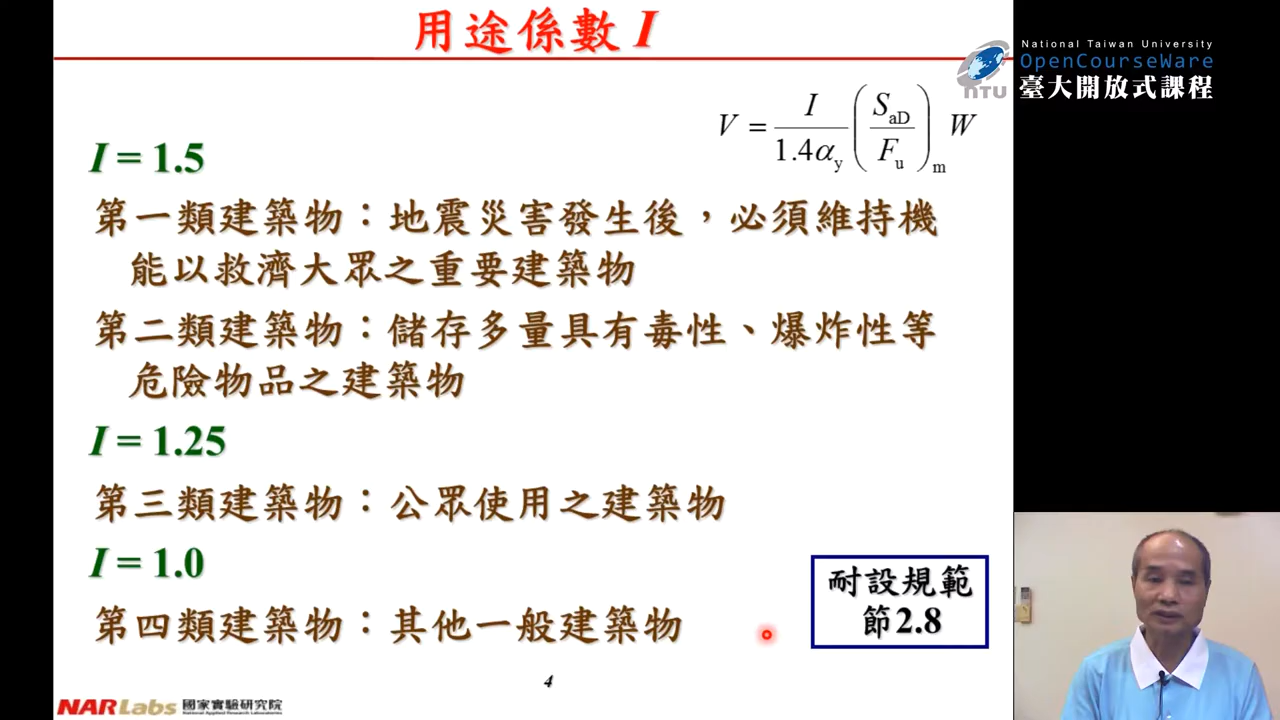 用途係數 I
National Taiwan University
OpenCourseWare
臺大開放式課程
NTU
V = I / 1.4αy (SaD / Fu)m W
I = 1.5
第一類建築物：地震災害發生後，必須維持機
能以救濟大眾之重要建築物
第二類建築物：儲存多量具有毒性、爆炸性等
危險物品之建築物
I = 1.25
第三類建築物：公眾使用之建築物
I = 1.0
第四類建築物：其他一般建築物
耐設規範
節2.8
4
NARLabs 國家實驗研究院
National Applied Research Laboratories